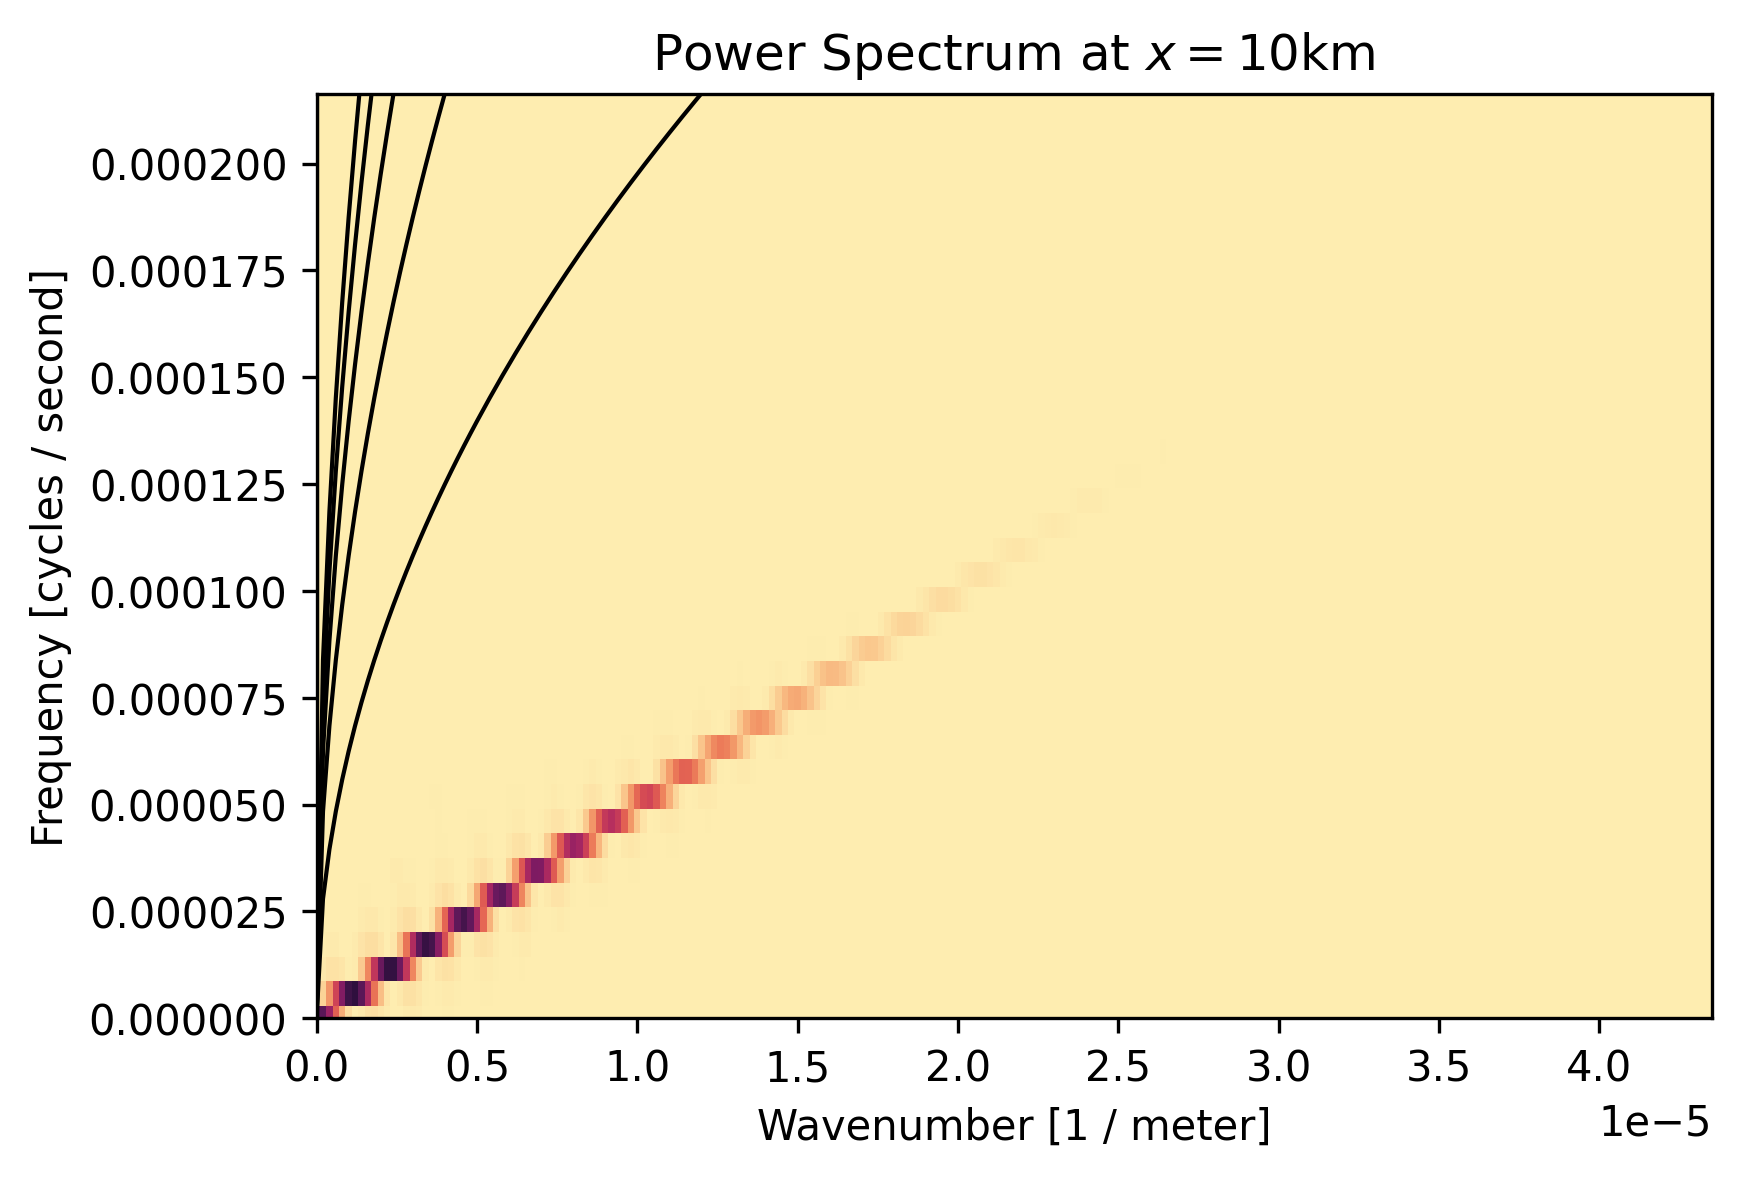 Power Spectrum at x = 10km
Frequency [cycles / second]
0.000200
0.000175
0.000150
0.000125
0.000100
0.000075
0.000050
0.000025
0.000000
0.0 0.5 1.0 1.5 2.0 2.5 3.0 3.5 4.0
Wavenumber [1 / meter]
1e−5